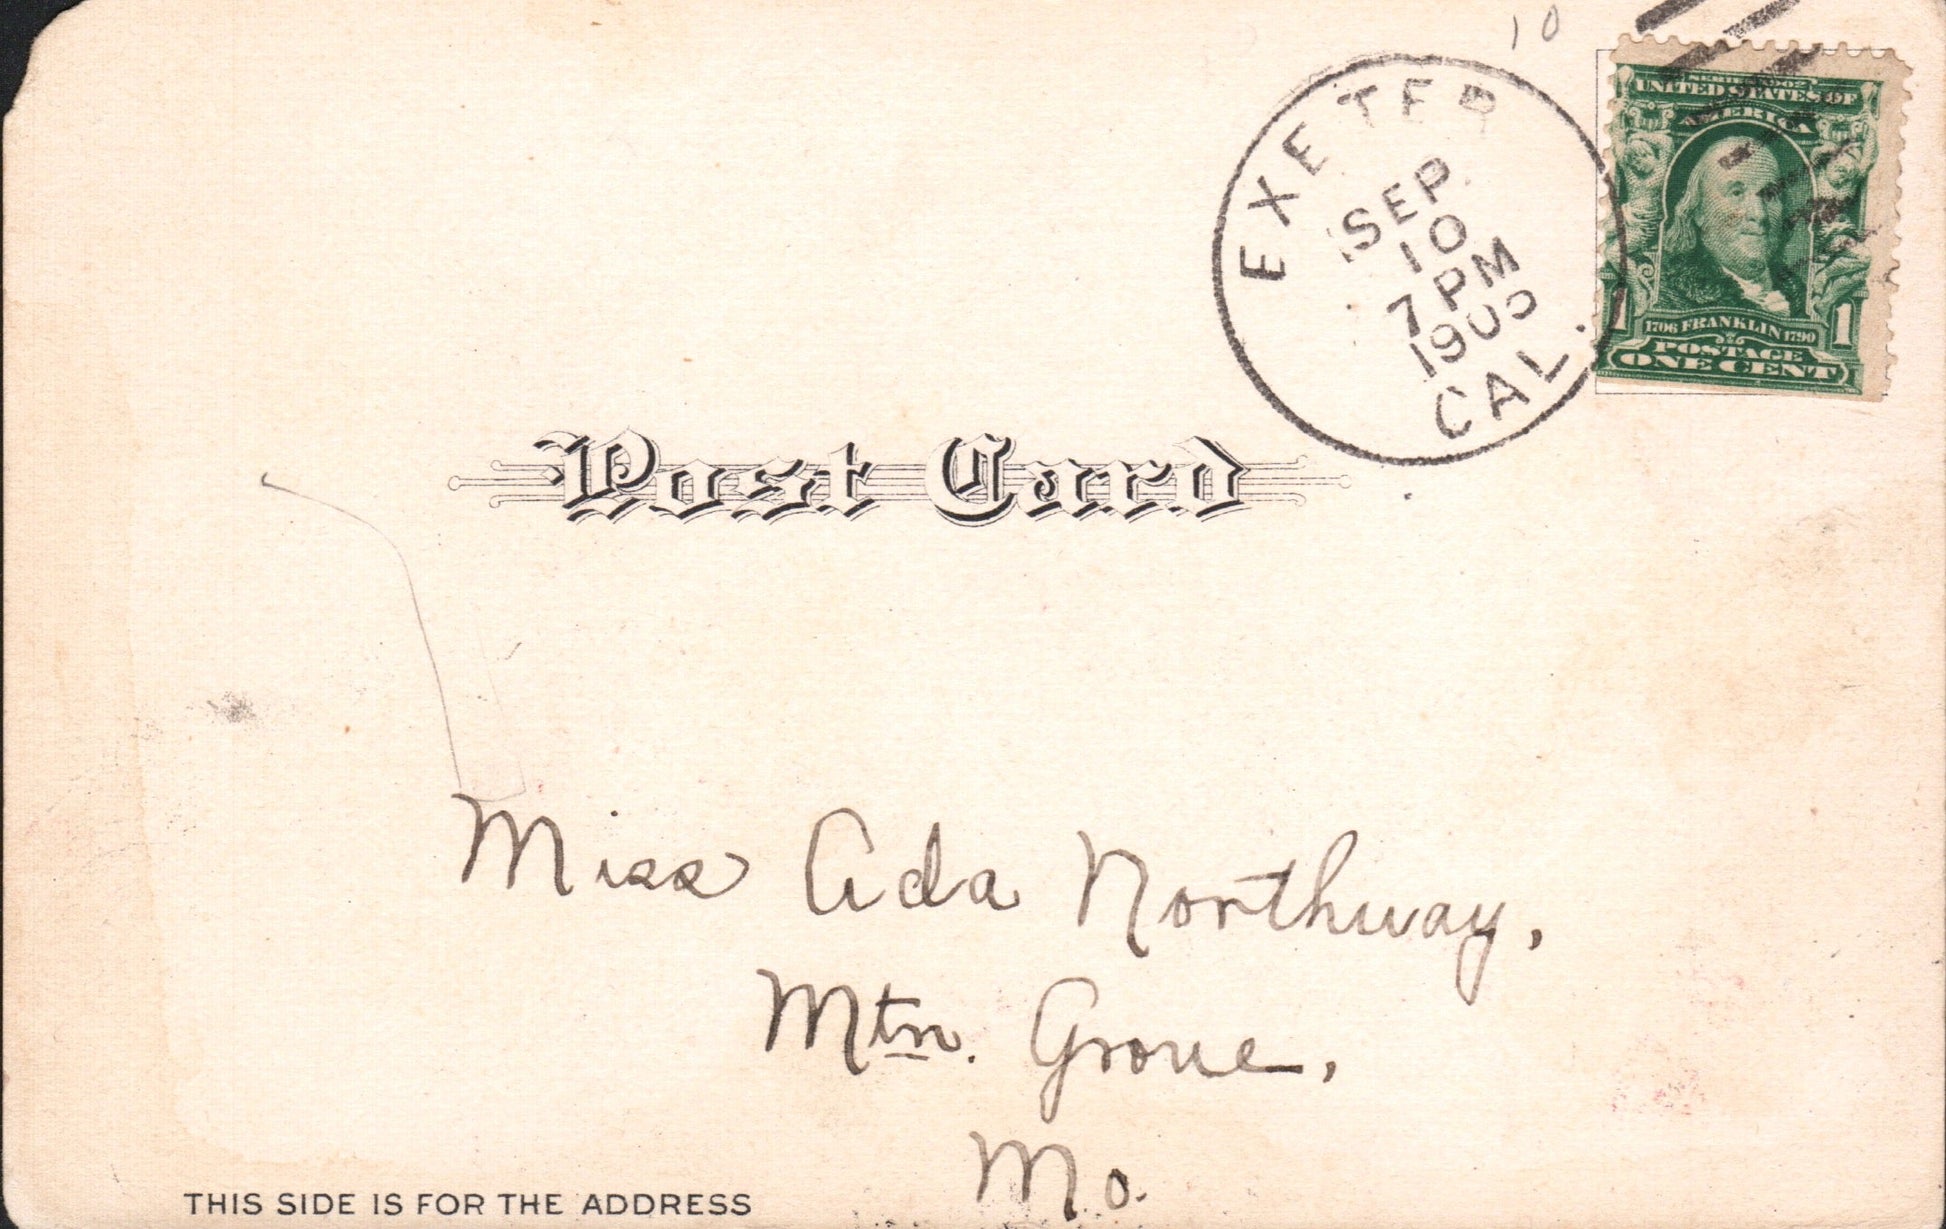 10
SERIES 1902
UNITED STATES OF
AMERICA
1 1
1706 FRANKLIN 1790
POSTAGE
ONE CENT
EXETER
SEP
10
7 PM
CAL.
Post Card
Miss Ada Northway,
Mtn. Grove,
Mo.
THIS SIDE IS FOR THE ADDRESS